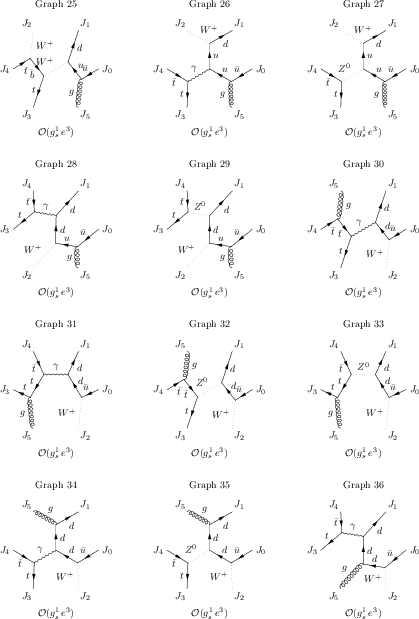 Graph 25
J2 J1
W+ d
W+
J4 t̄ b̄ u ū J0
t g
J3 J5
O(g_s^1 e^3)
Graph 26
J2 J1
W+ d
u
J4 γ J0
t̄ u ū
t g
J3 J5
O(g_s^1 e^3)
Graph 27
J2 J1
W+ d
u
J4 Z0 J0
t̄ u ū
t g
J3 J5
O(g_s^1 e^3)
Graph 28
J4 J1
t̄ γ d
J3 t d J0
W+ u ū
g
J2 J5
O(g_s^1 e^3)
Graph 29
J4 J1
t̄ Z0 d
J3 t d J0
W+ u ū
g
J2 J5
O(g_s^1 e^3)
Graph 30
J5 J1
g d
γ
J4 t̄ t̄ d ū J0
t W+
J3 J2
O(g_s^1 e^3)
Graph 31
J4 J1
t̄ γ d
t d
J3 t ū J0
g W+
J5 J2
O(g_s^1 e^3)
Graph 32
J5 J1
g d
Z0
J4 t̄ t̄ d ū J0
t W+
J3 J2
O(g_s^1 e^3)
Graph 33
J4 J1
t̄ Z0 d
t d
J3 t ū J0
g W+
J5 J2
O(g_s^1 e^3)
Graph 34
J5 g J1
d
d
J4 γ d ū J0
t̄
t W+
J3 J2
O(g_s^1 e^3)
Graph 35
J5 g J1
d
d
J4 Z0 d ū J0
t̄
t W+
J3 J2
O(g_s^1 e^3)
Graph 36
J4 J1
t̄ γ d
J3 t d J0
g d ū
W+
J5 J2
O(g_s^1 e^3)